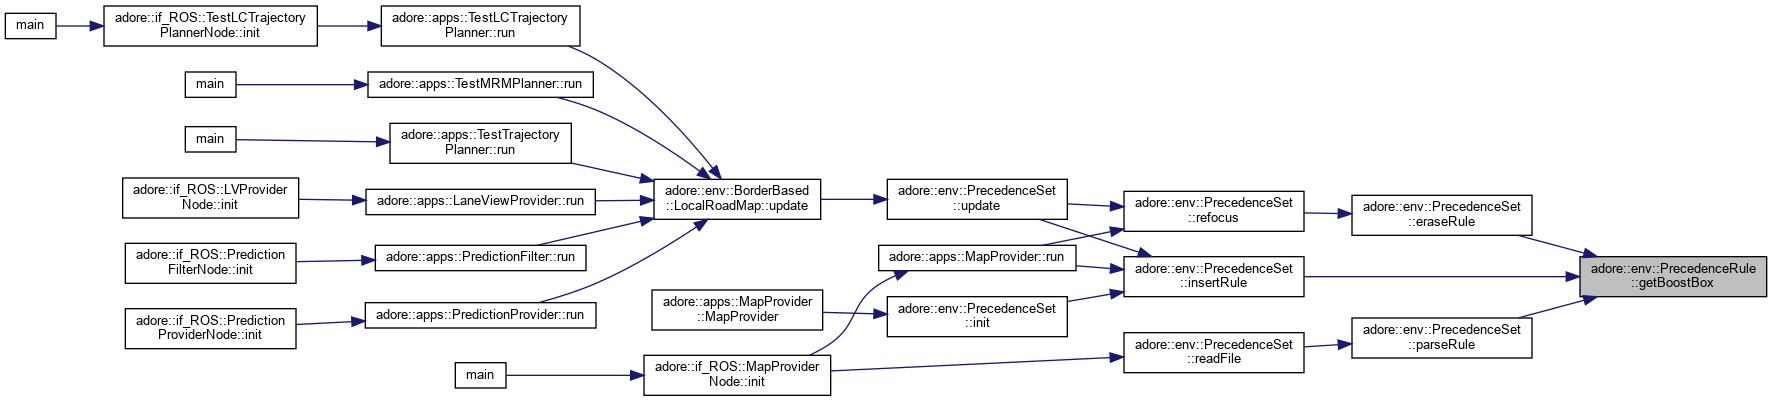 main
adore::if_ROS::TestLCTrajectory
PlannerNode::init
adore::apps::TestLCTrajectory
Planner::run
main
adore::apps::TestMRMPlanner::run
main
adore::apps::TestTrajectory
Planner::run
adore::if_ROS::LVProvider
Node::init
adore::apps::LaneViewProvider::run
adore::if_ROS::Prediction
FilterNode::init
adore::apps::PredictionFilter::run
adore::if_ROS::Prediction
ProviderNode::init
adore::apps::PredictionProvider::run
adore::env::BorderBased
::LocalRoadMap::update
adore::env::PrecedenceSet
::update
adore::apps::MapProvider::run
adore::apps::MapProvider
::MapProvider
adore::env::PrecedenceSet
::init
main
adore::if_ROS::MapProvider
Node::init
adore::env::PrecedenceSet
::refocus
adore::env::PrecedenceSet
::insertRule
adore::env::PrecedenceSet
::readFile
adore::env::PrecedenceSet
::eraseRule
adore::env::PrecedenceSet
::parseRule
adore::env::PrecedenceRule
::getBoostBox